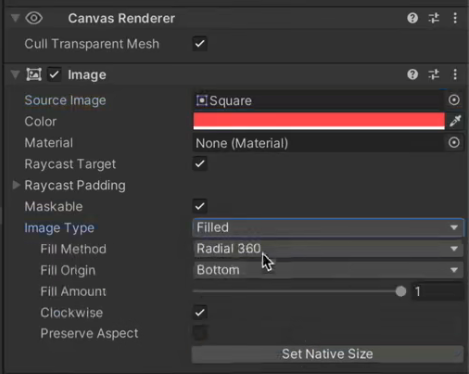 Canvas Renderer
Cull Transparent Mesh
Image
Source Image Square
Color
Material None (Material)
Raycast Target
Raycast Padding
Maskable
Image Type Filled
Fill Method Radial 360
Fill Origin Bottom
Fill Amount 1
Clockwise
Preserve Aspect
Set Native Size